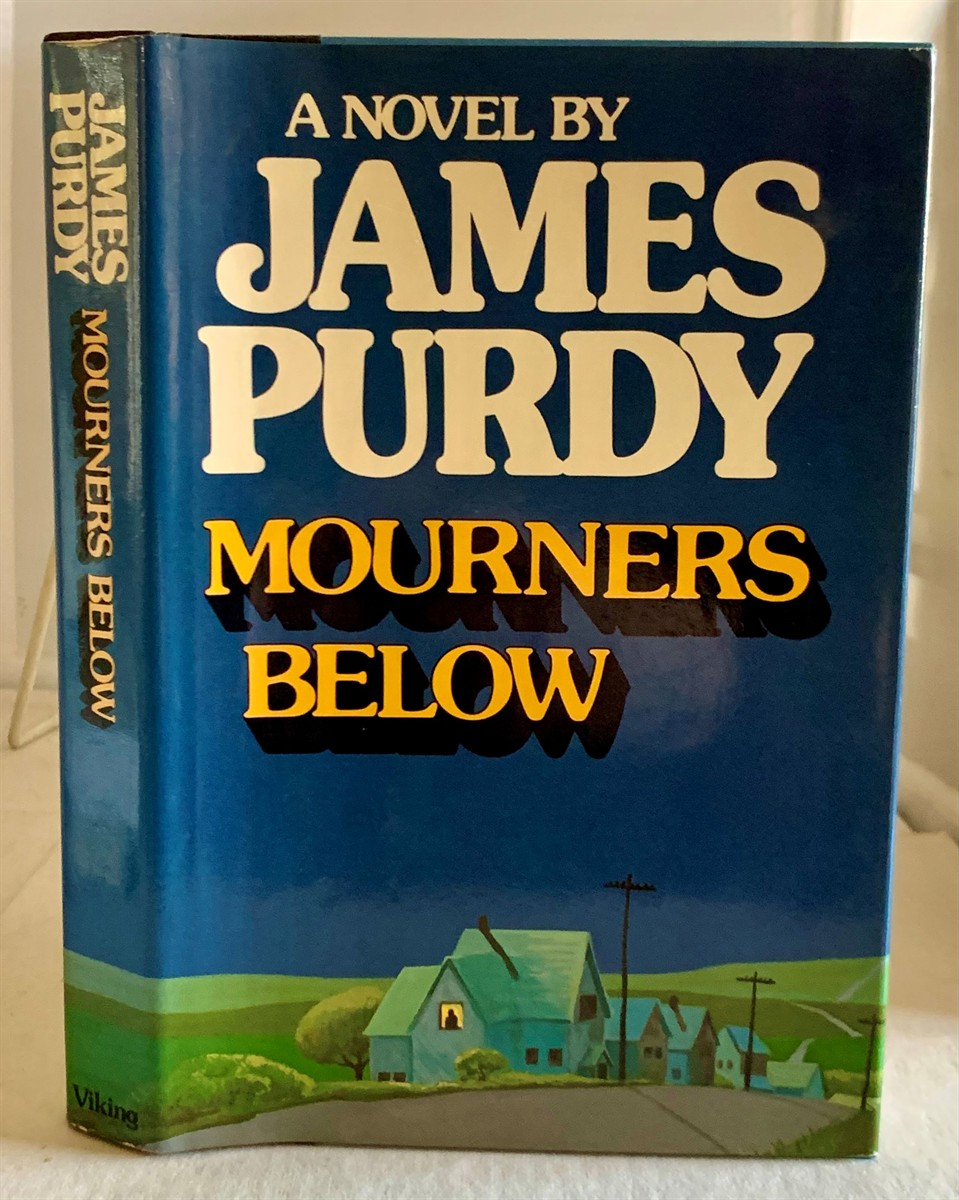 A NOVEL BY
JAMES
PURDY
MOURNERS
BELOW
JAMES
PURDY
MOURNERS BELOW
Viking